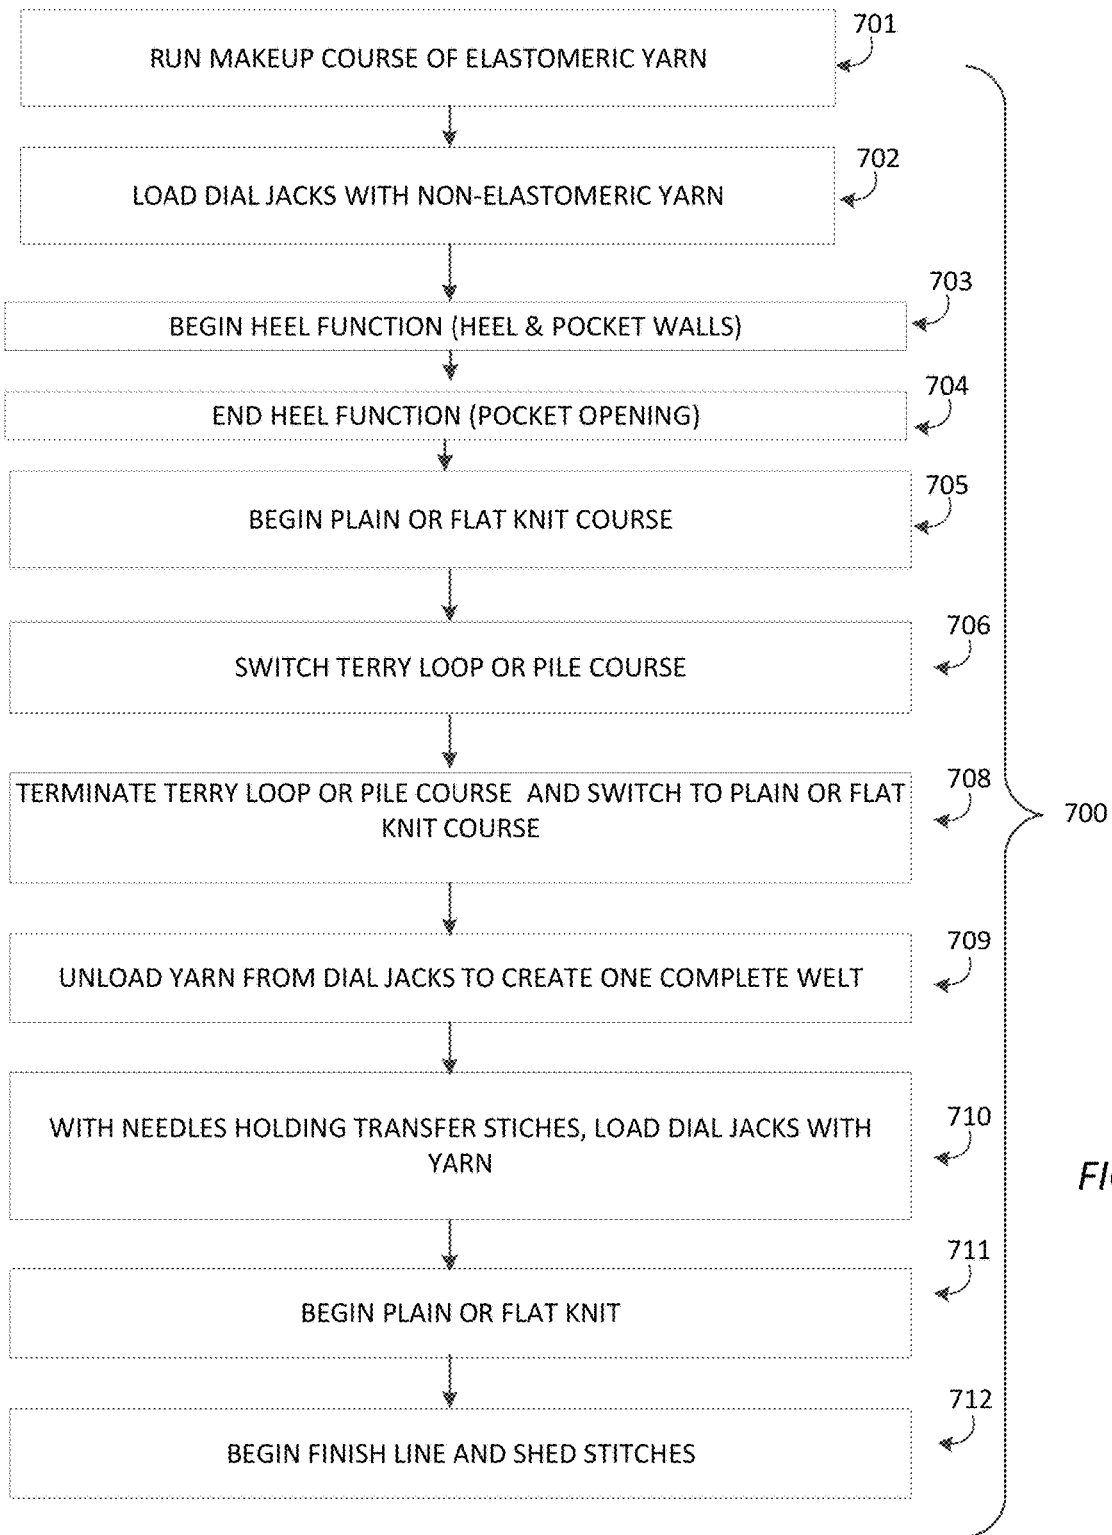 701
RUN MAKEUP COURSE OF ELASTOMERIC YARN
702
LOAD DIAL JACKS WITH NON-ELASTOMERIC YARN
703
BEGIN HEEL FUNCTION (HEEL & POCKET WALLS)
704
END HEEL FUNCTION (POCKET OPENING)
705
BEGIN PLAIN OR FLAT KNIT COURSE
706
SWITCH TERRY LOOP OR PILE COURSE
708
TERMINATE TERRY LOOP OR PILE COURSE AND SWITCH TO PLAIN OR FLAT
KNIT COURSE
700
709
UNLOAD YARN FROM DIAL JACKS TO CREATE ONE COMPLETE WELT
710
WITH NEEDLES HOLDING TRANSFER STICHES, LOAD DIAL JACKS WITH
YARN
711
BEGIN PLAIN OR FLAT KNIT
712
BEGIN FINISH LINE AND SHED STITCHES